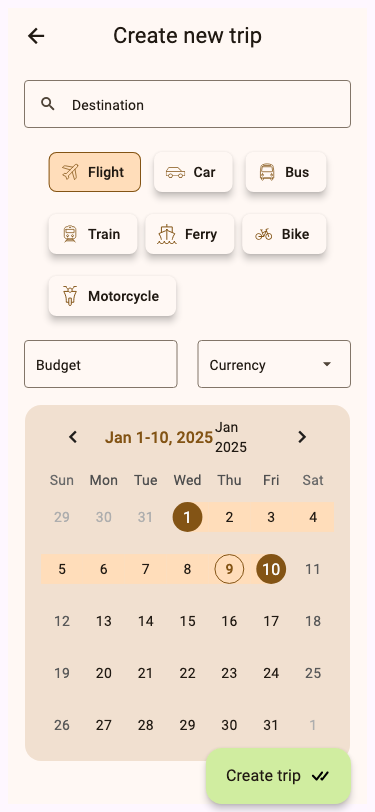 Create new trip
Destination
Flight Car Bus
Train Ferry Bike
Motorcycle
Budget Currency
Jan 1-10, 2025 Jan
2025
Sun Mon Tue Wed Thu Fri Sat
29 30 31 1 2 3 4
5 6 7 8 9 10 11
12 13 14 15 16 17 18
19 20 21 22 23 24 25
26 27 28 29 30 31 1
Create trip